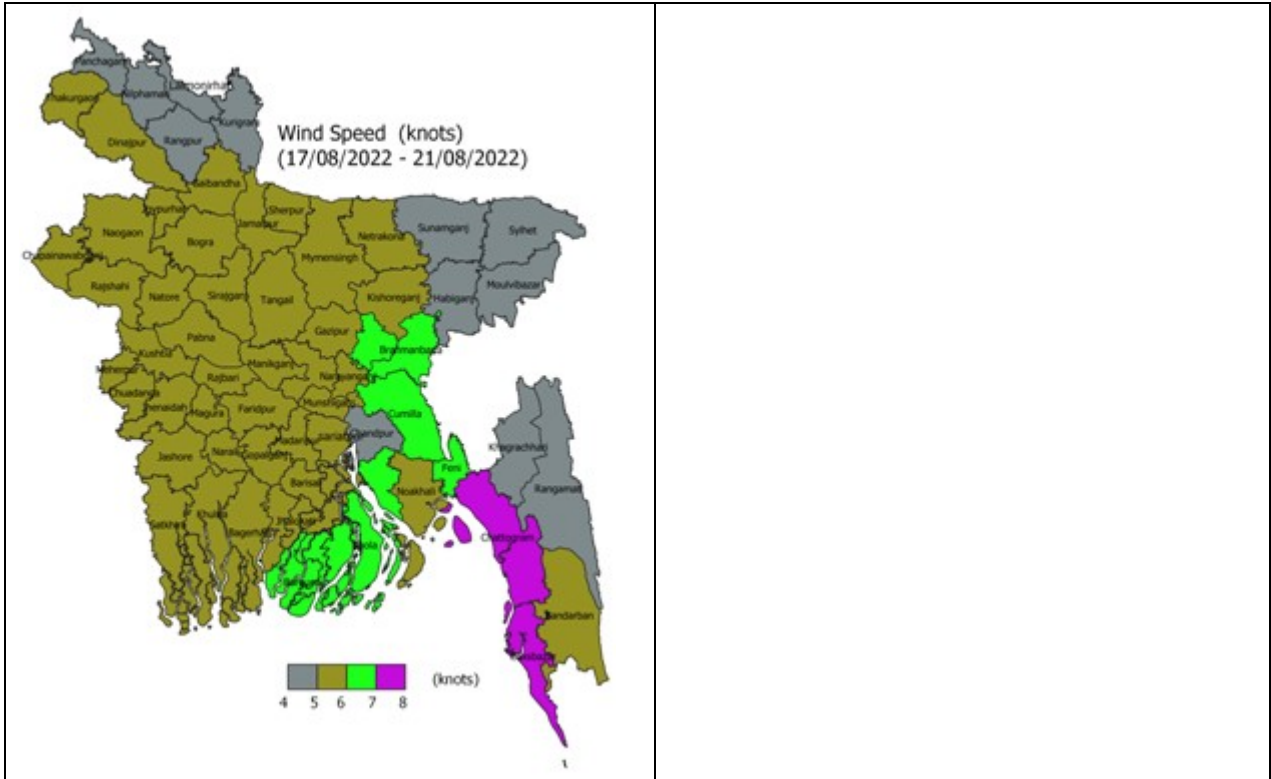 Panchagarh
Lalmonirhat
Nilphamari
Thakurgaon
Kurigram
Wind Speed (knots)
(17/08/2022 - 21/08/2022)
Dinajpur
Rangpur
Gaibandha
Joypurhat
Sherpur
Jamalpur
Naogaon
Bogra
Netrakona
Sunamganj
Sylhet
Chapainawabganj
Mymensingh
Rajshahi
Natore
Sirajganj
Tangail
Kishoreganj
Habiganj
Moulvibazar
Pabna
Gazipur
Kushtia
Brahmanbaria
Meherpur
Rajbari
Manikganj
Narayanganj
Chuadanga
Jhenaidah
Magura
Faridpur
Munshiganj
Cumilla
Chandpur
Khagrachhari
Jashore
Narail
Gopalganj
Madaripur
Shariatpur
Feni
Rangamati
Barisal
Noakhali
Satkhira
Khulna
Bagerhat
Jhalokati
Bhola
Chattogram
Barguna
Bandarban
Coxsbazar
4 5 6 7 8 (knots)